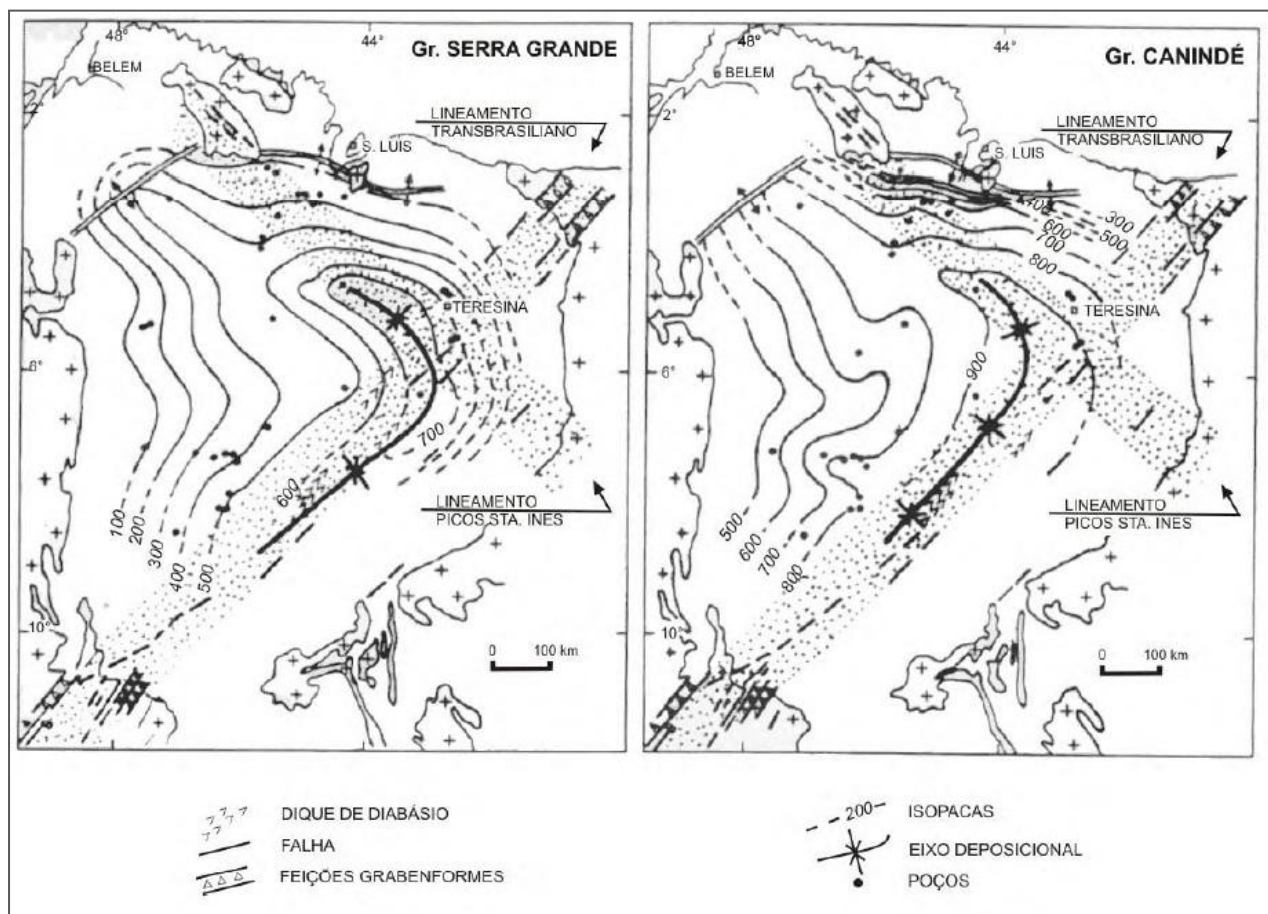 48°
44°
Gr. SERRA GRANDE
BELEM
2°
LINEAMENTO
TRANSBRASILIANO
S. LUIS
TERESINA
8°
700
600
LINEAMENTO
PICOS STA. INES
100
200
300
400
500
10°
0 100 km
48°
44°
Gr. CANINDÉ
BELEM
2°
LINEAMENTO
TRANSBRASILIANO
S. LUIS
300
500
600
700
800
TERESINA
6°
900
LINEAMENTO
PICOS STA. INES
500
600
700
800
10°
0 100 km
DIQUE DE DIABÁSIO
FALHA
FEIÇÕES GRABENFORMES
200
ISOPACAS
EIXO DEPOSICIONAL
POÇOS